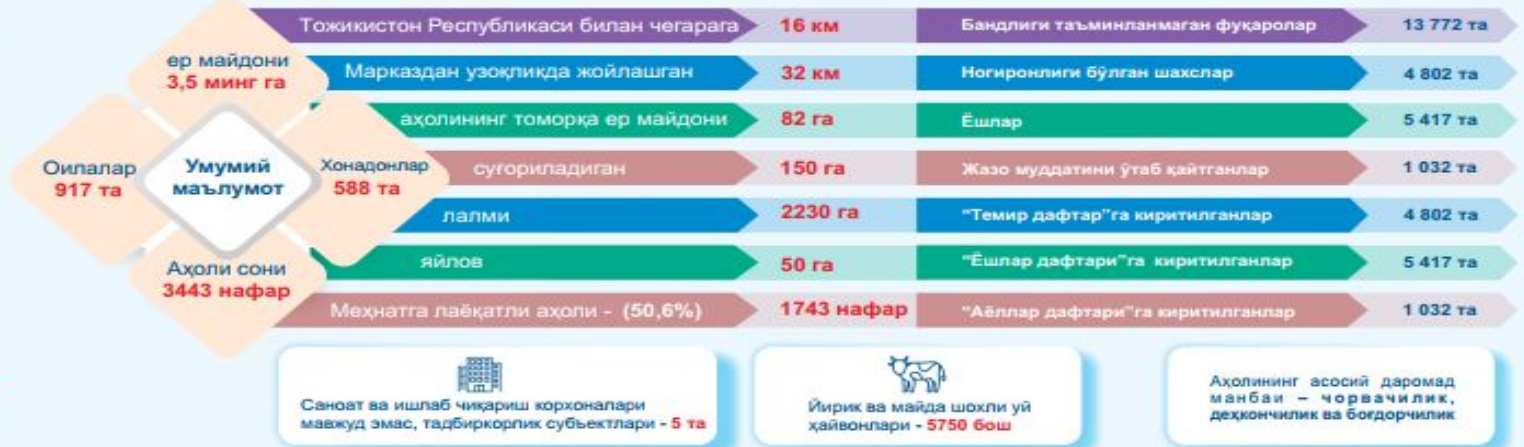 ер майдони
3,5 минг га
Оилалар
917 та
Умумий
маълумот
Хонадонлар
588 та
Аҳоли сони
3443 нафар
Тожикистон Республикаси билан чегарага 16 км
Марказдан узоқликда жойлашган 32 км
аҳолининг томорқа ер майдони 82 га
суғориладиган 150 га
лалми 2230 га
яйлов 50 га
Меҳнатга лаёқатли аҳоли - (50,6%) 1743 нафар
Бандлиги таъминланмаган фуқаролар 13 772 та
Ногиронлиги бўлган шахслар 4 802 та
Ёшлар 5 417 та
Жазо муддатини ўтаб қайтганлар 1 032 та
"Темир дафтар"га киритилганлар 4 802 та
"Ёшлар дафтари"га киритилганлар 5 417 та
"Аёллар дафтари"га киритилганлар 1 032 та
Саноат ва ишлаб чиқариш корхоналари
мавжуд эмас, тадбиркорлик субъектлари - 5 та
Йирик ва майда шохли уй
ҳайвонлари - 5750 бош
Аҳолининг асосий даромад
манбаи – чорвачилик,
деҳқончилик ва боғдорчилик